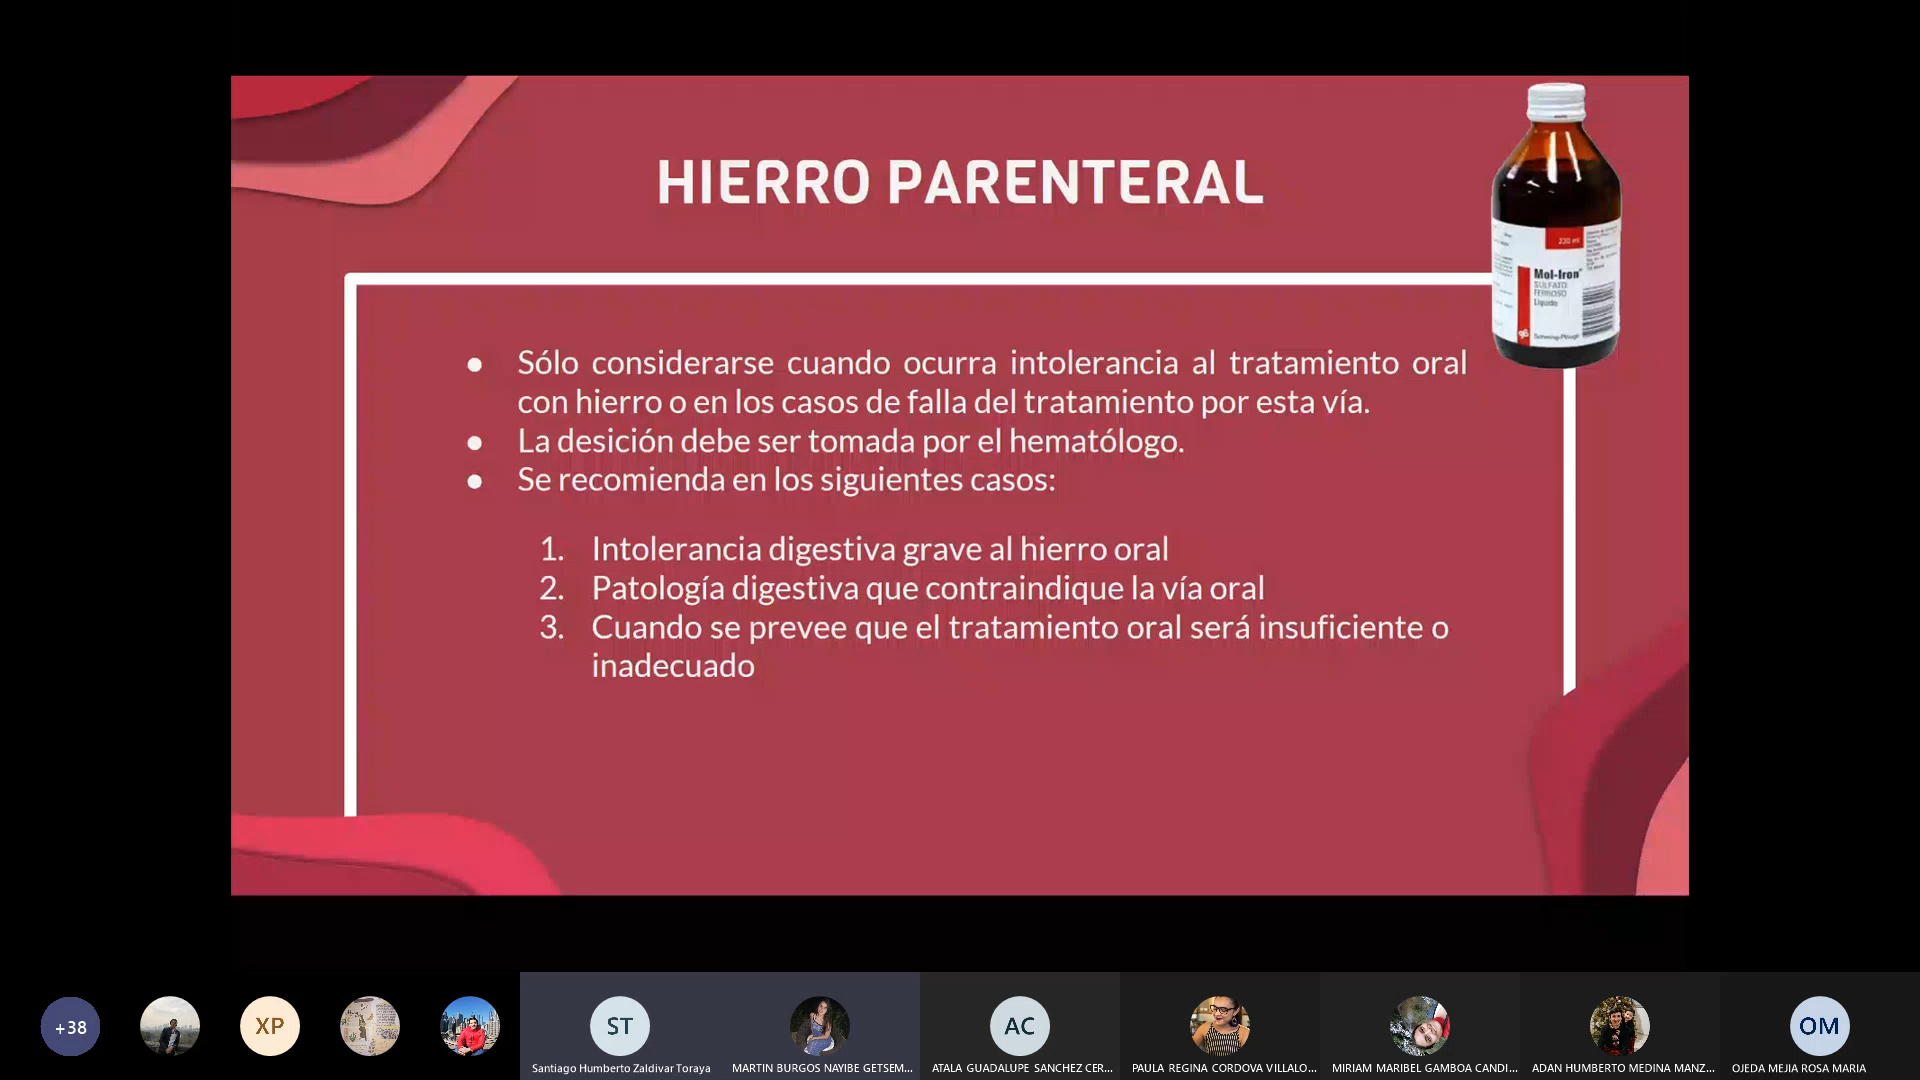 HIERRO PARENTERAL
230 ml
Mol-Iron
SULFATO
FERROSO
Líquido
Schering-Plough
● Sólo considerarse cuando ocurra intolerancia al tratamiento oral
con hierro o en los casos de falla del tratamiento por esta vía.
● La desición debe ser tomada por el hematólogo.
● Se recomienda en los siguientes casos:
1. Intolerancia digestiva grave al hierro oral
2. Patología digestiva que contraindique la vía oral
3. Cuando se prevee que el tratamiento oral será insuficiente o
inadecuado
+38
XP
ST
AC
OM
Santiago Humberto Zaldivar Toraya
MARTIN BURGOS NAYIBE GETSEM...
ATALA GUADALUPE SANCHEZ CER...
PAULA REGINA CORDOVA VILLALO...
MIRIAM MARIBEL GAMBOA CANDI...
ADAN HUMBERTO MEDINA MANZ...
OJEDA MEJIA ROSA MARIA